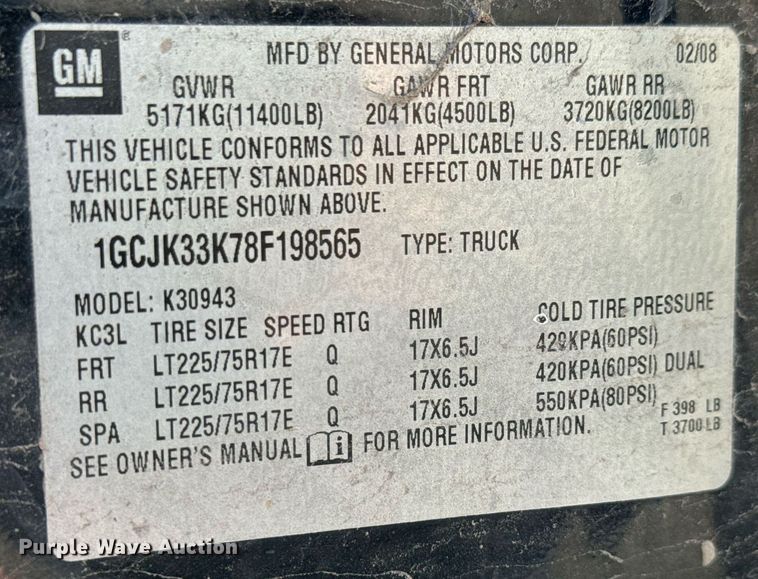 GM ®
MFD BY GENERAL MOTORS CORP. 02/08
GVWR GAWR FRT GAWR RR
5171KG(11400LB) 2041KG(4500LB) 3720KG(8200LB)
THIS VEHICLE CONFORMS TO ALL APPLICABLE U.S. FEDERAL MOTOR
VEHICLE SAFETY STANDARDS IN EFFECT ON THE DATE OF
MANUFACTURE SHOWN ABOVE.
1GCJK33K78F198565 TYPE: TRUCK
MODEL: K30943
KC3L TIRE SIZE SPEED RTG RIM COLD TIRE PRESSURE
FRT LT225/75R17E Q 17X6.5J 420KPA(60PSI)
RR LT225/75R17E Q 17X6.5J 420KPA(60PSI) DUAL
SPA LT225/75R17E Q 17X6.5J 550KPA(80PSI)
SEE OWNER'S MANUAL i FOR MORE INFORMATION.
F 398 LB
T 3700 LB
Purple Wave Auction